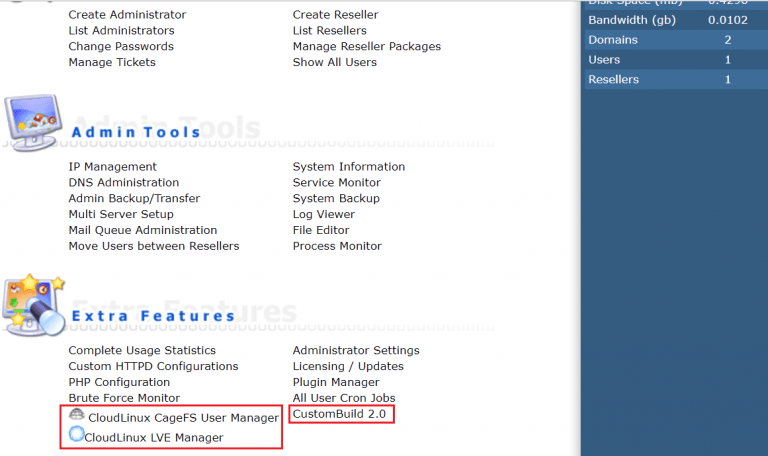 Create Administrator
List Administrators
Change Passwords
Manage Tickets
Create Reseller
List Resellers
Manage Reseller Packages
Show All Users
Admin Tools
IP Management
DNS Administration
Admin Backup/Transfer
Multi Server Setup
Mail Queue Administration
Move Users between Resellers
System Information
Service Monitor
System Backup
Log Viewer
File Editor
Process Monitor
Extra Features
Complete Usage Statistics
Custom HTTPD Configurations
PHP Configuration
Brute Force Monitor
CloudLinux CageFS User Manager
CloudLinux LVE Manager
Administrator Settings
Licensing / Updates
Plugin Manager
All User Cron Jobs
CustomBuild 2.0
Disk Space (mb) 0.4296
Bandwidth (gb) 0.0102
Domains 2
Users 1
Resellers 1